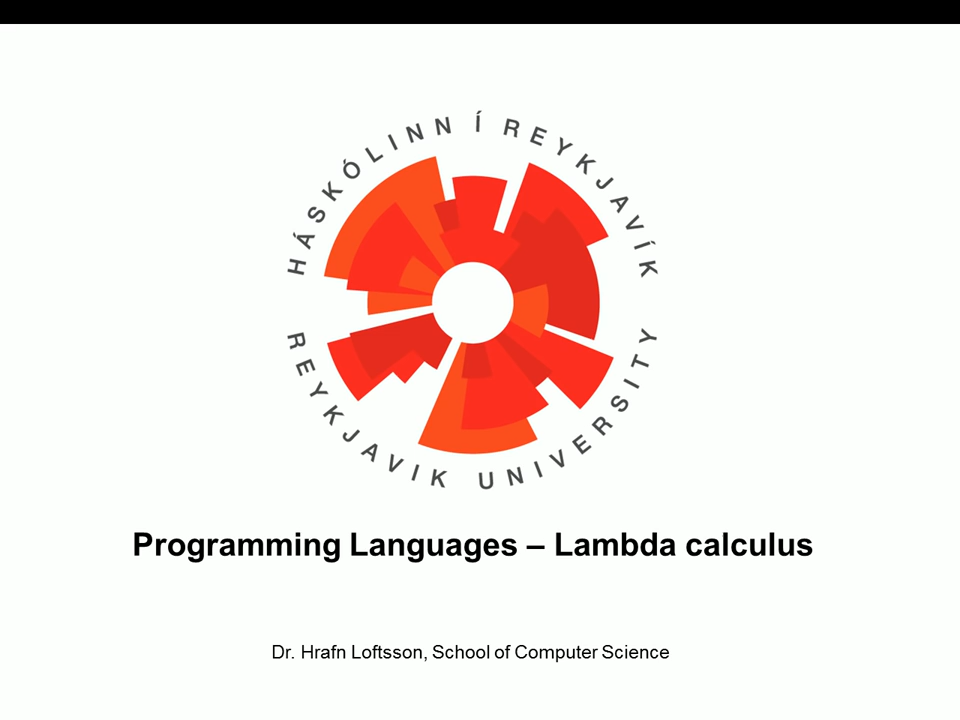 HÁSKÓLINN Í REYKJAVÍK
REYKJAVIK UNIVERSITY
Programming Languages – Lambda calculus
Dr. Hrafn Loftsson, School of Computer Science